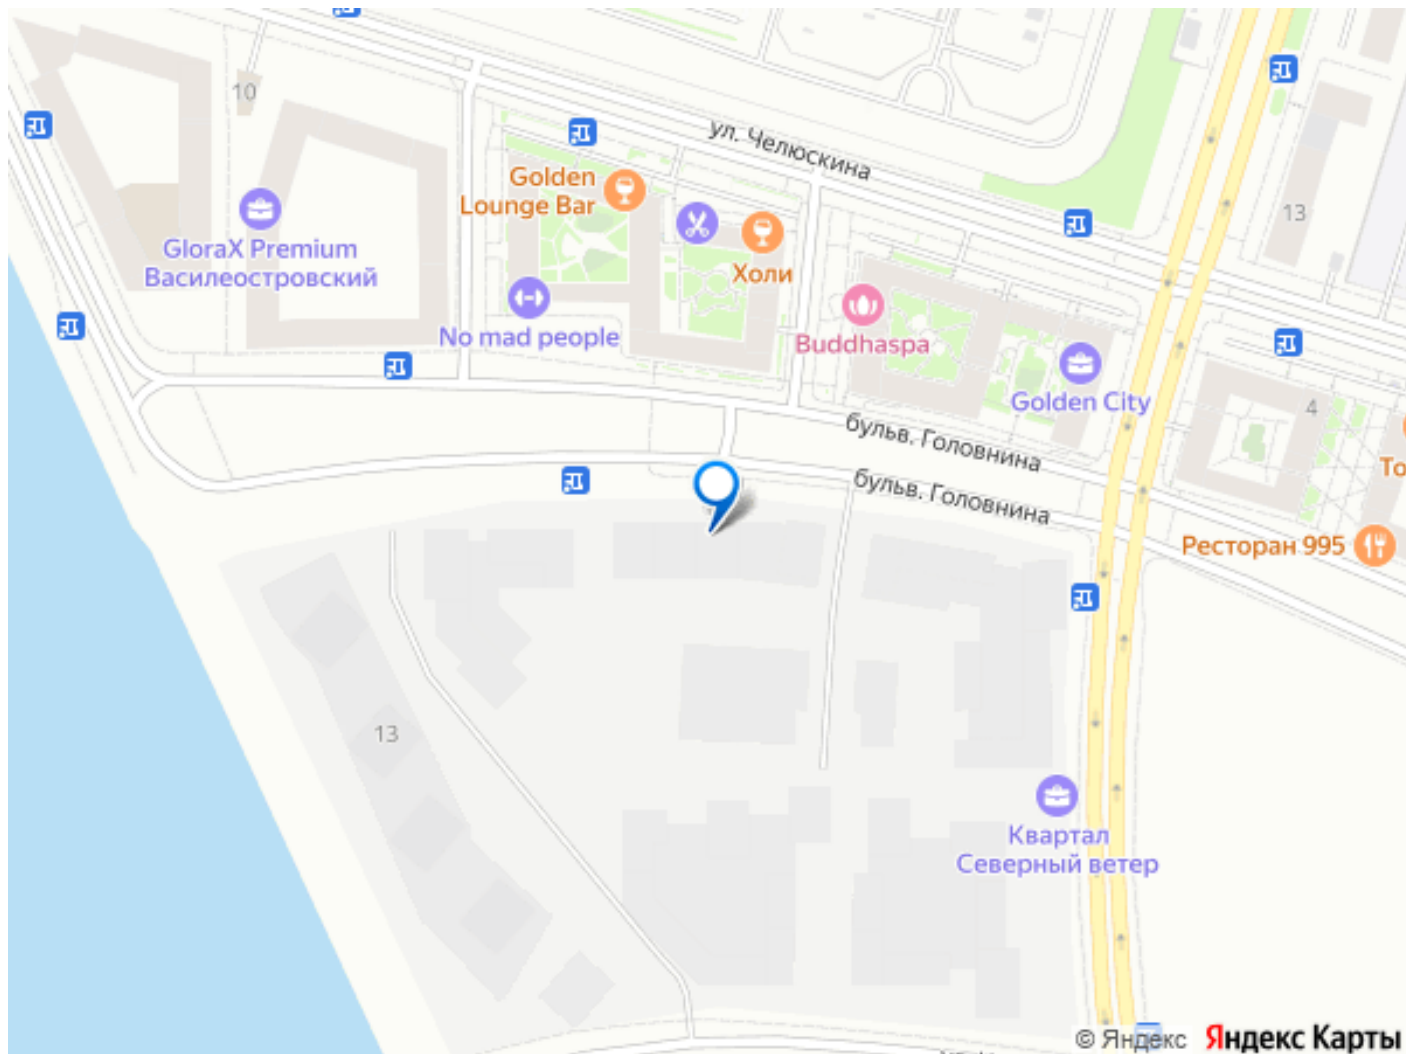 10
ул. Челюскина
Golden
Lounge Bar
13
GloraX Premium
Василеостровский
Холи
No mad people
Buddhaspa
Golden City
4
бульв. Головнина
То
бульв. Головнина
Ресторан 995
13
Квартал
Северный ветер
© Яндекс Яндекс Карты